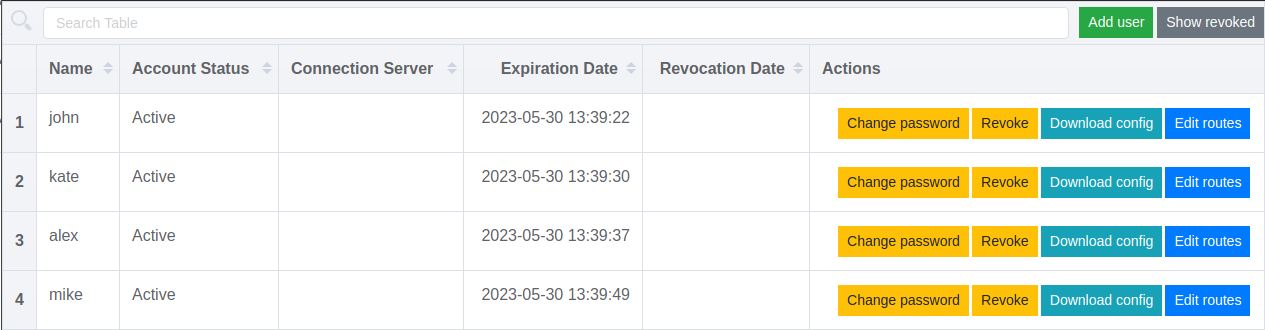 Search Table Add user Show revoked
Name Account Status Connection Server Expiration Date Revocation Date Actions
1 john Active 2023-05-30 13:39:22 Change password Revoke Download config Edit routes
2 kate Active 2023-05-30 13:39:30 Change password Revoke Download config Edit routes
3 alex Active 2023-05-30 13:39:37 Change password Revoke Download config Edit routes
4 mike Active 2023-05-30 13:39:49 Change password Revoke Download config Edit routes